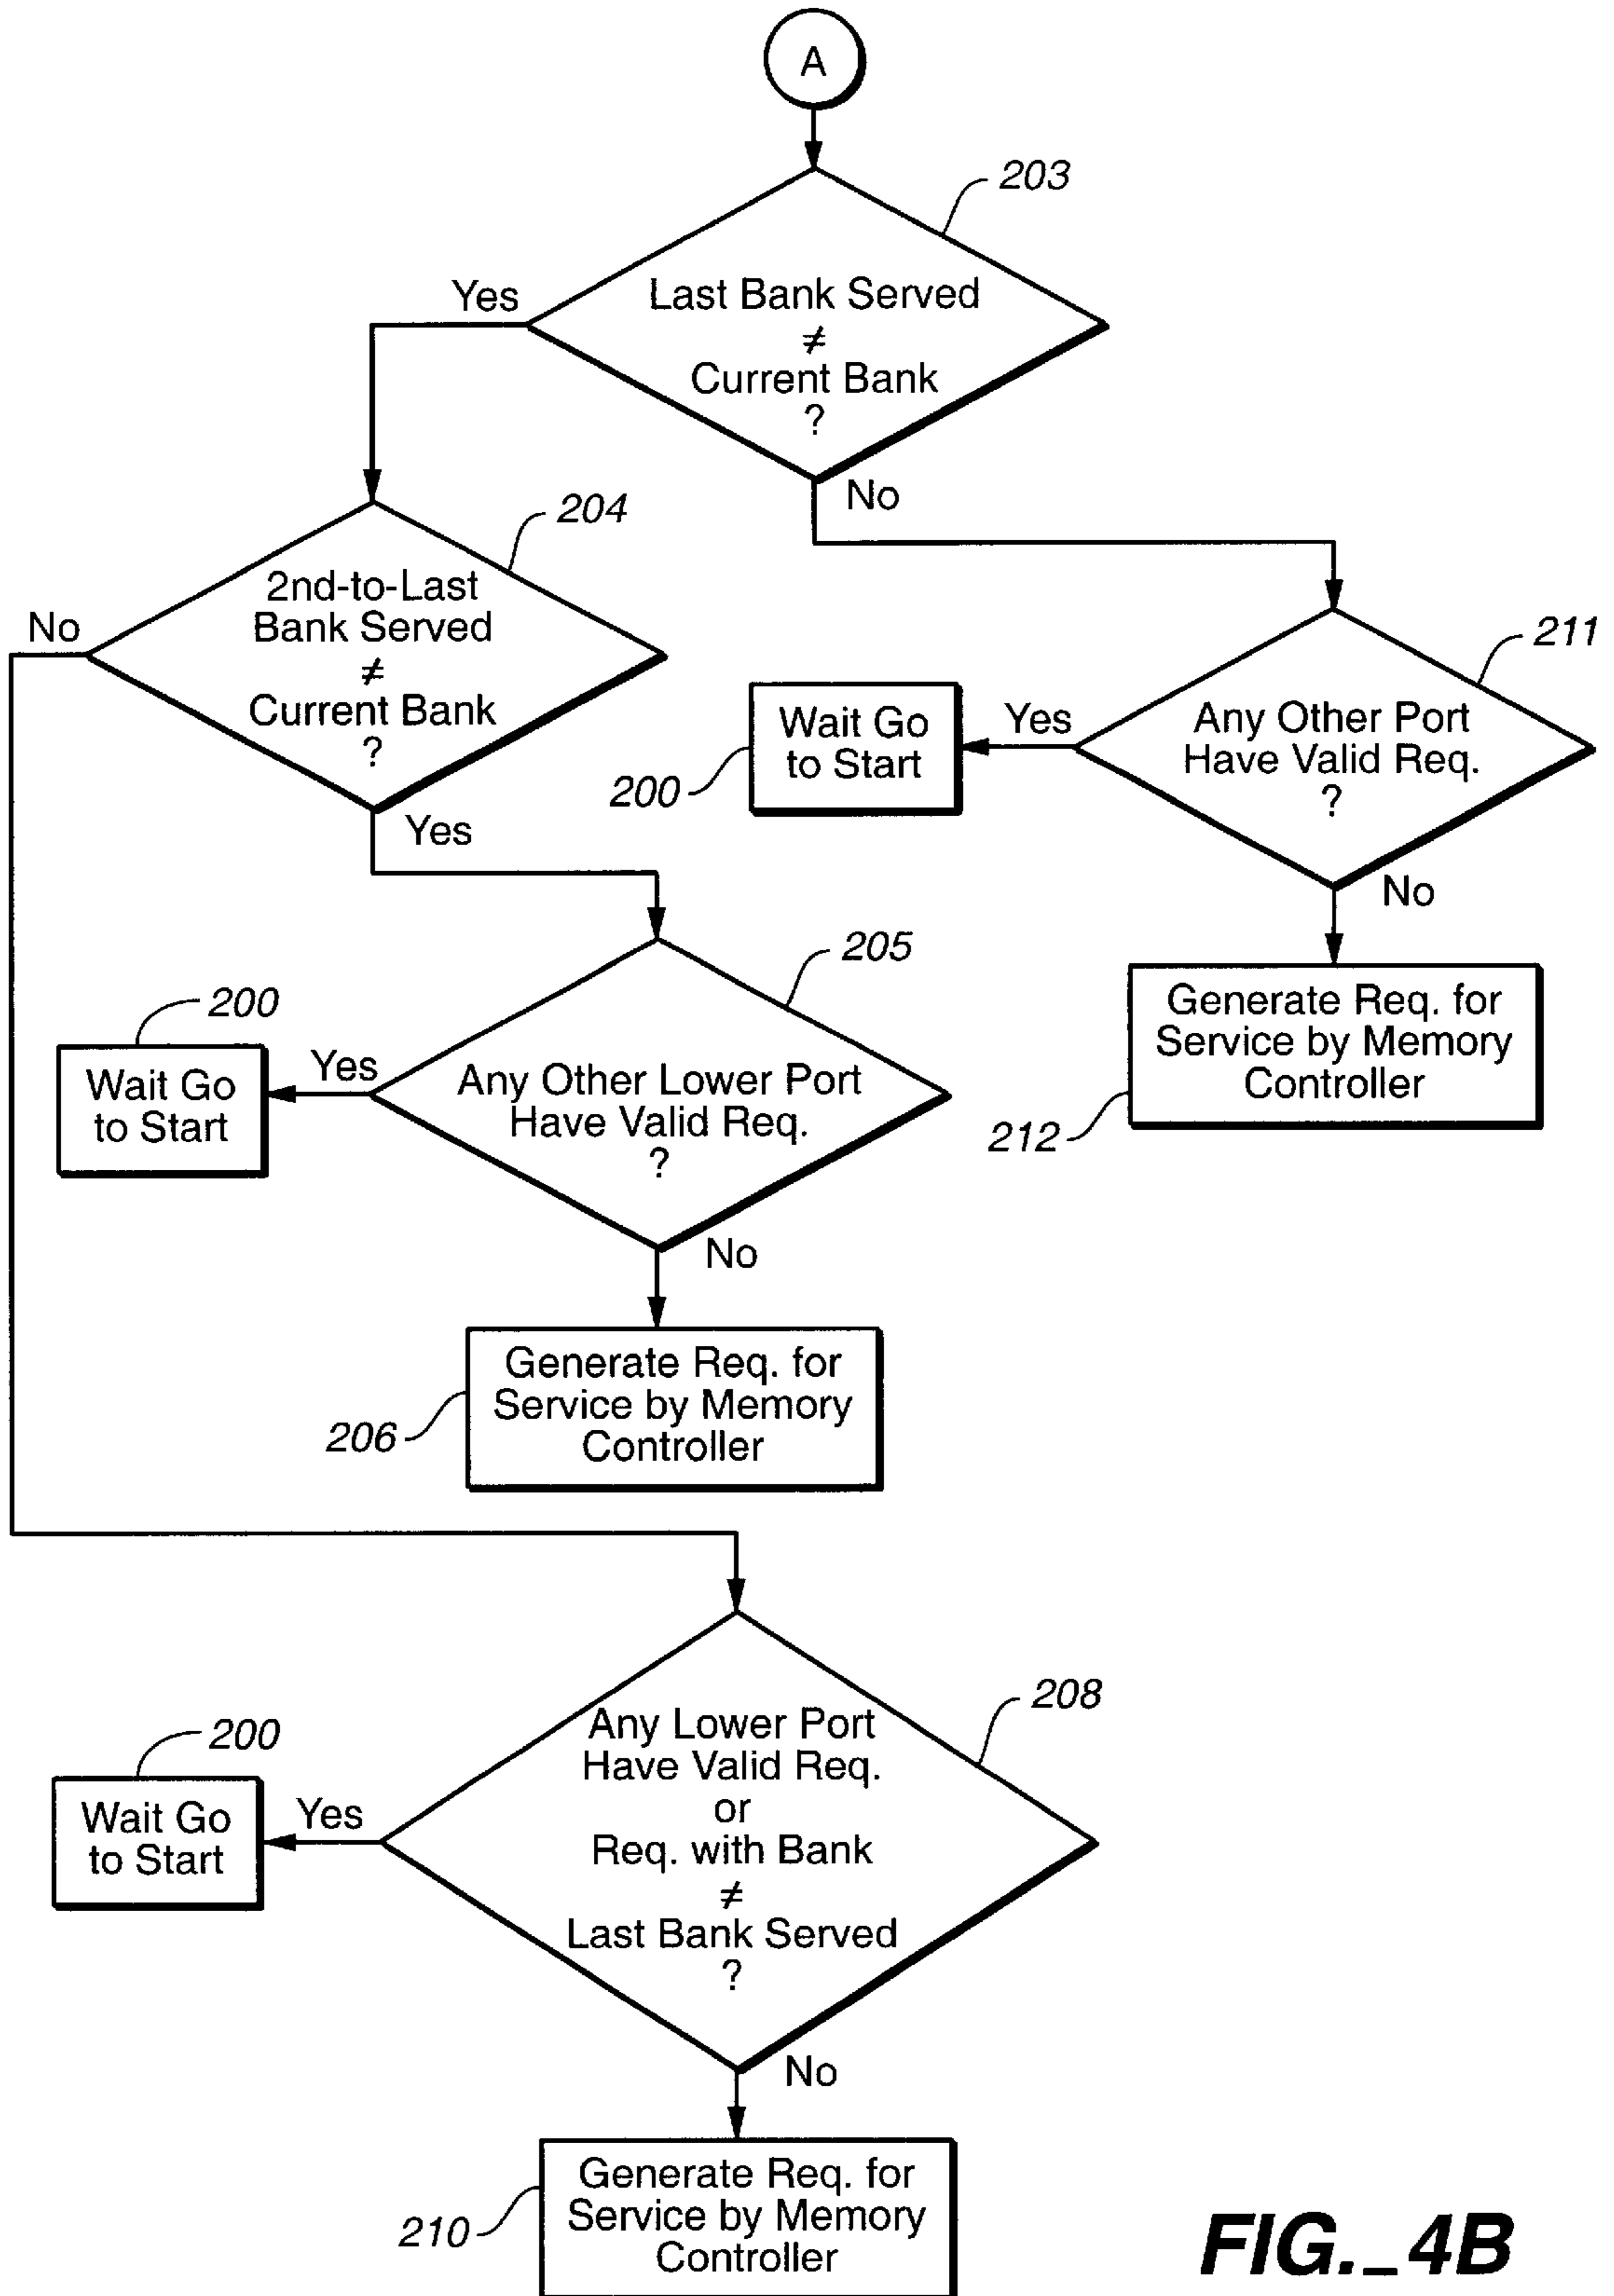 A
203
Last Bank Served
≠
Current Bank
?
Yes
No
204
2nd-to-Last
Bank Served
≠
Current Bank
?
No
Yes
211
Any Other Port
Have Valid Req.
?
Yes
Wait Go
to Start
200
No
Generate Req. for
Service by Memory
Controller
212
205
Any Other Lower Port
Have Valid Req.
?
Yes
200
Wait Go
to Start
No
Generate Req. for
Service by Memory
Controller
206
208
Any Lower Port
Have Valid Req.
or
Req. with Bank
≠
Last Bank Served
?
Yes
200
Wait Go
to Start
No
Generate Req. for
Service by Memory
Controller
210
FIG._4B